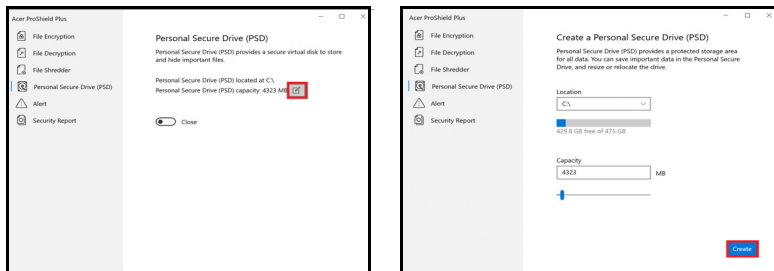 Acer ProShield Plus
File Encryption
File Decryption
File Shredder
Personal Secure Drive (PSD)
Alert
Security Report
Personal Secure Drive (PSD)
Personal Secure Drive (PSD) provides a secure virtual disk to store
and hide important files.
Personal Secure Drive (PSD) located at C:\
Personal Secure Drive (PSD) capacity: 4323 MB
Close
Acer ProShield Plus
File Encryption
File Decryption
File Shredder
Personal Secure Drive (PSD)
Alert
Security Report
Create a Personal Secure Drive (PSD)
Personal Secure Drive (PSD) provides a protected storage area
for all data. You can save important data in the Personal Secure
Drive, and resize or relocate the drive.
Location
C:\
429.8 GB free of 475 GB
Capacity
4323 MB
Create